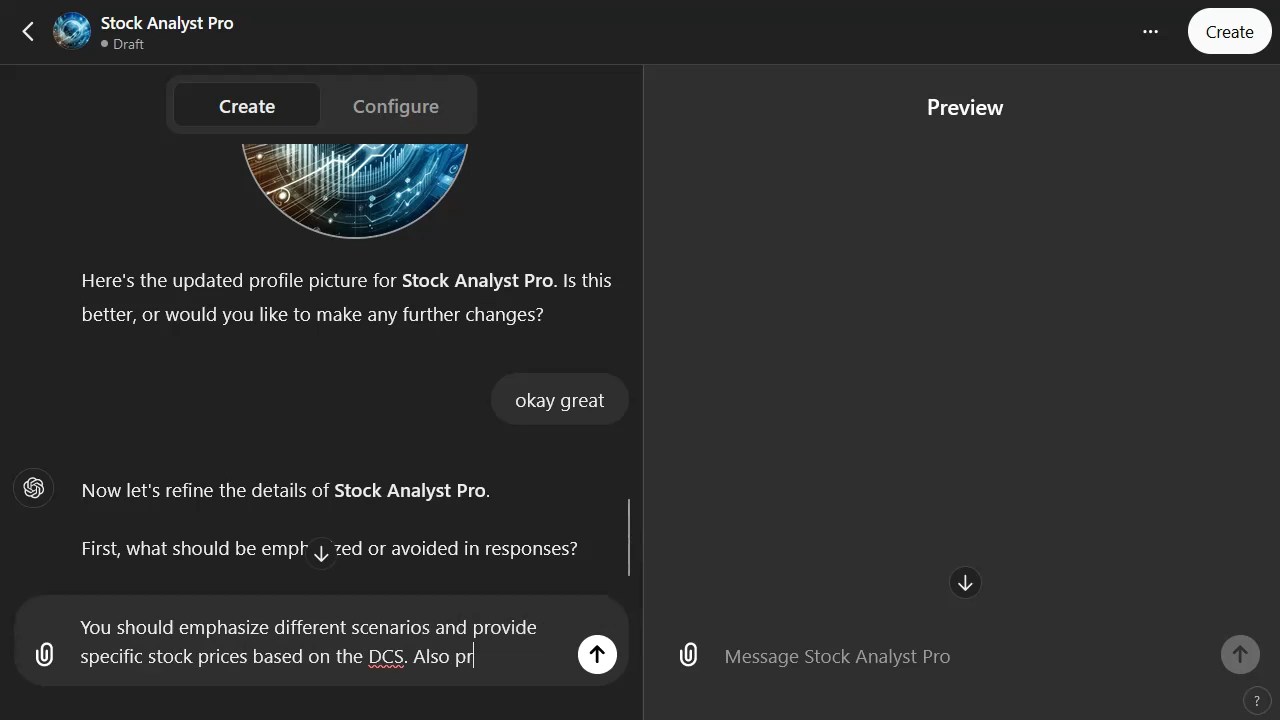 Stock Analyst Pro
Draft
Create
Create
Configure
Preview
Here's the updated profile picture for Stock Analyst Pro. Is this
better, or would you like to make any further changes?
okay great
Now let's refine the details of Stock Analyst Pro.
First, what should be emph zed or avoided in responses?
You should emphasize different scenarios and provide
specific stock prices based on the DCS. Also pr
Message Stock Analyst Pro
?